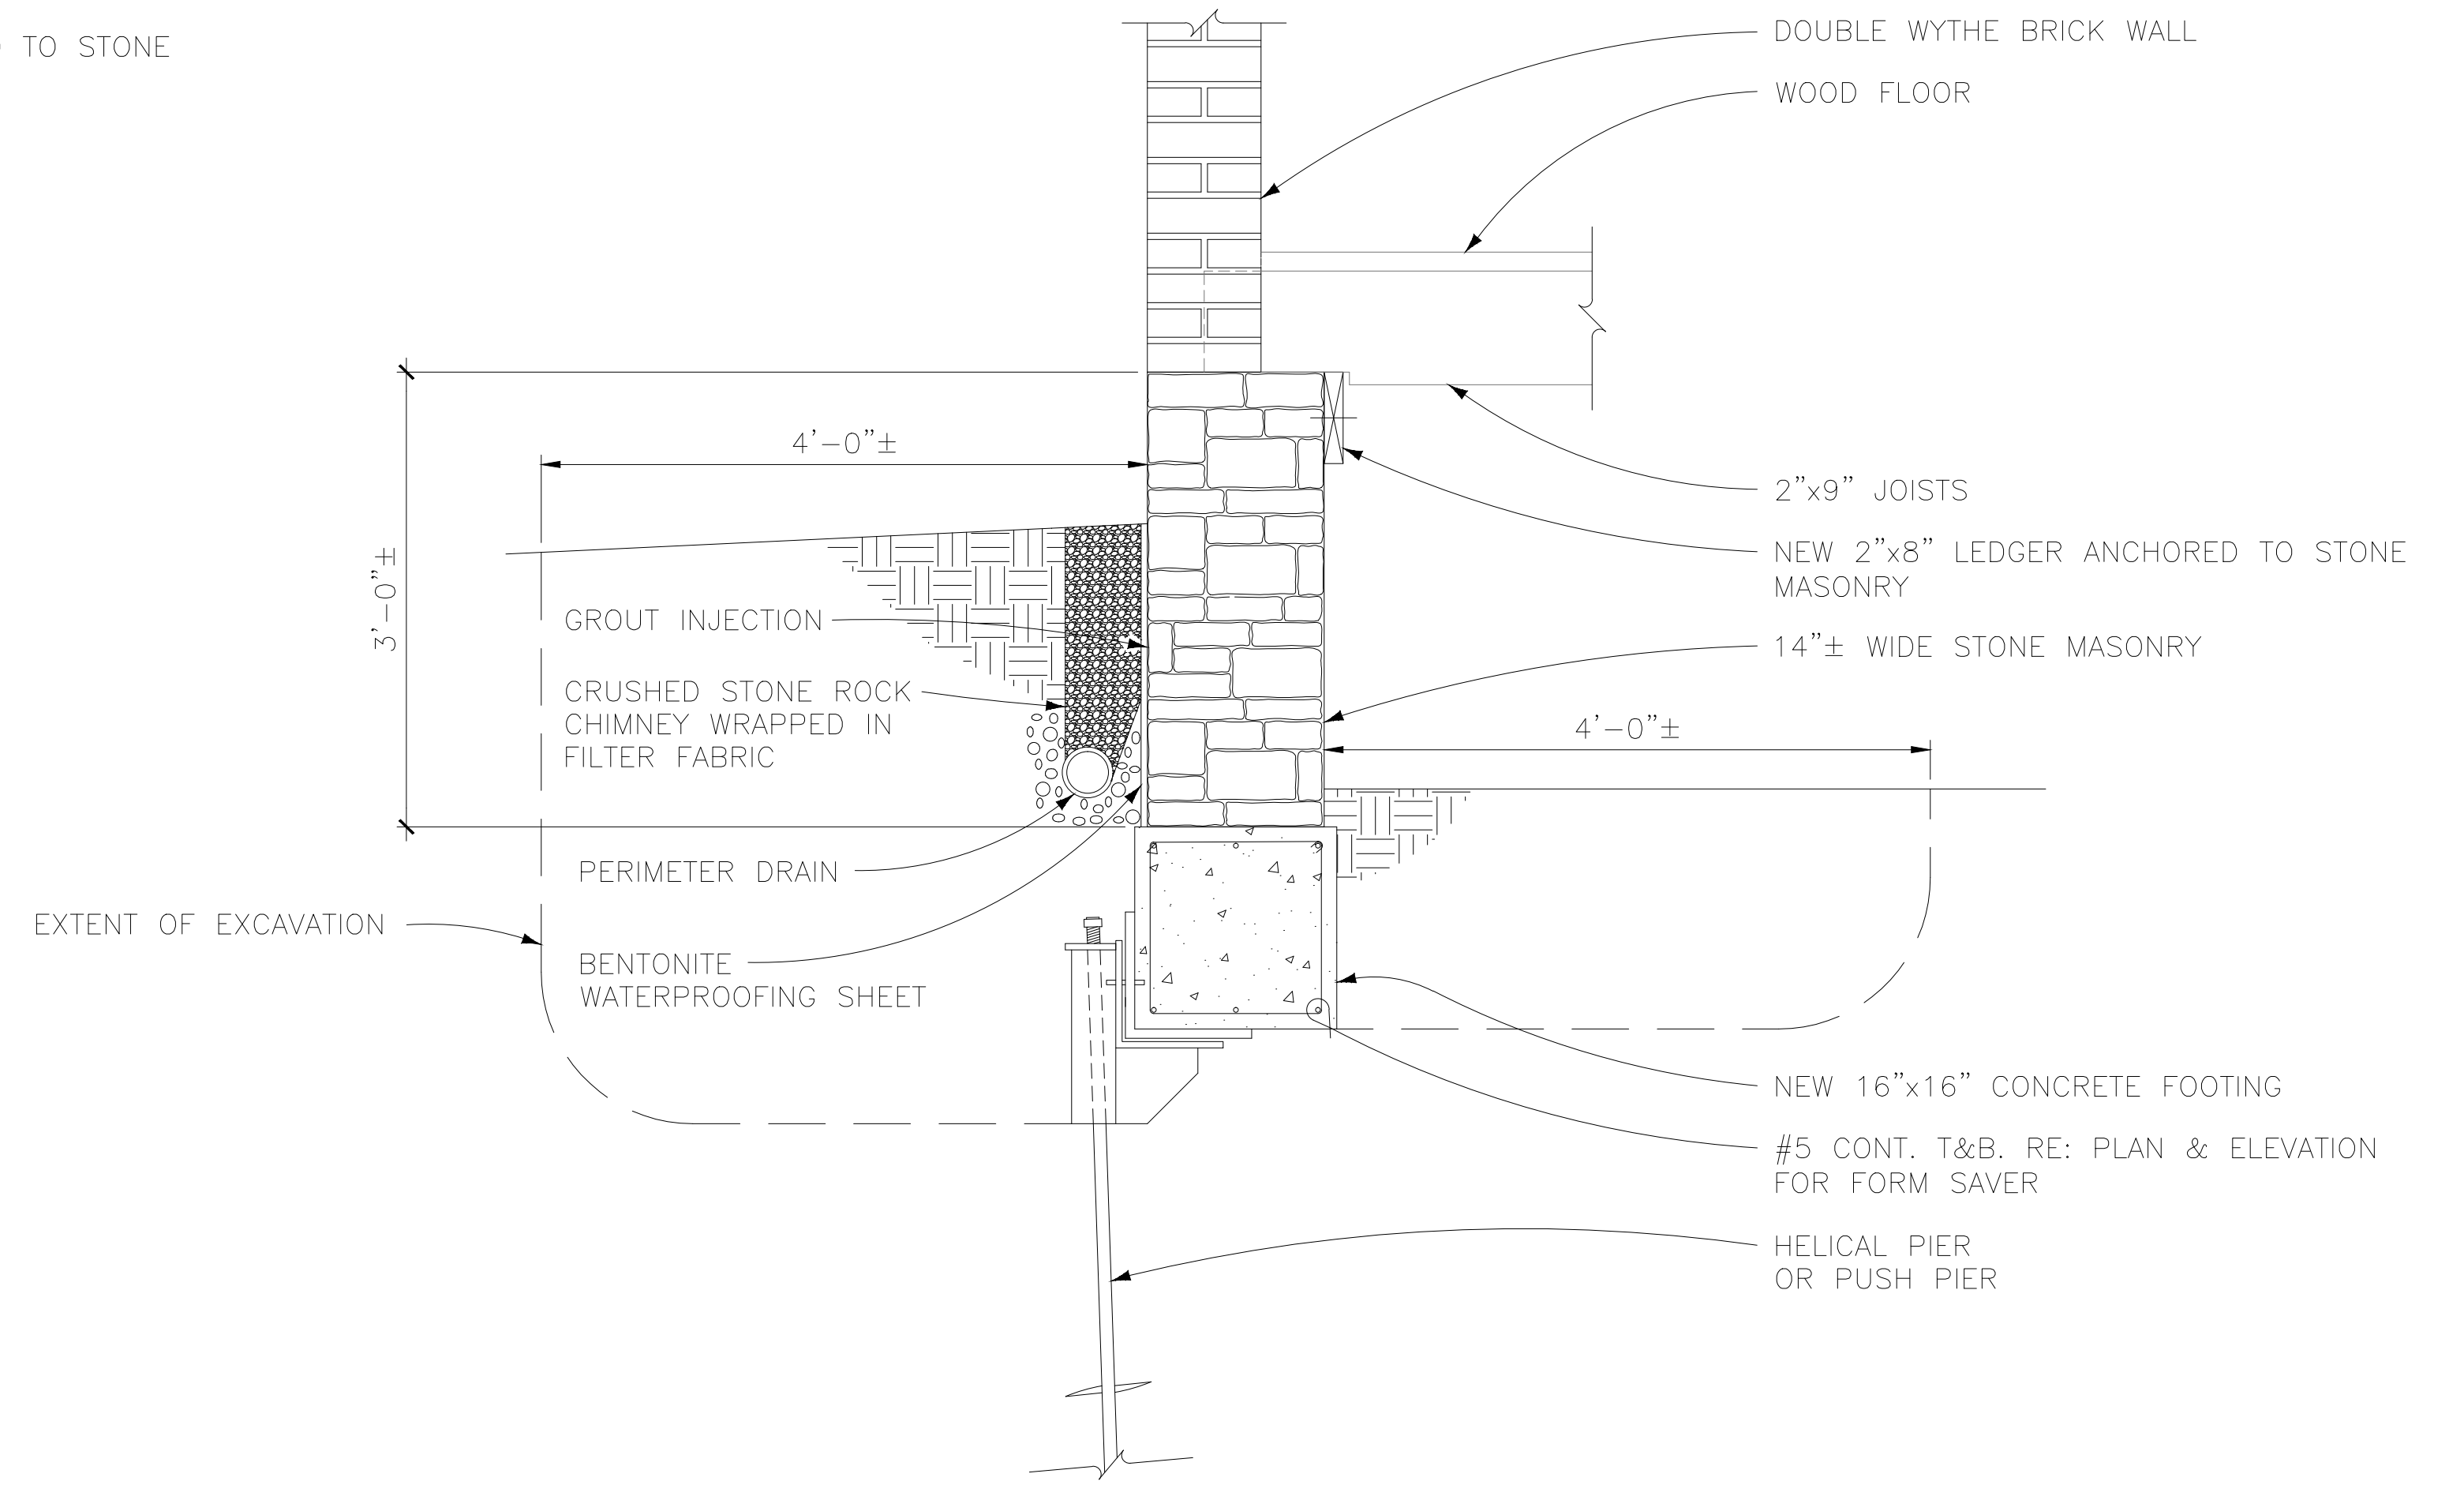 TO STONE
DOUBLE WYTHE BRICK WALL
WOOD FLOOR
4'-0"±
3'-0"±
2"x9" JOISTS
NEW 2"x8" LEDGER ANCHORED TO STONE
MASONRY
GROUT INJECTION
14"± WIDE STONE MASONRY
CRUSHED STONE ROCK
CHIMNEY WRAPPED IN
FILTER FABRIC
4'-0"±
PERIMETER DRAIN
EXTENT OF EXCAVATION
BENTONITE
WATERPROOFING SHEET
NEW 16"x16" CONCRETE FOOTING
#5 CONT. T&B. RE: PLAN & ELEVATION
FOR FORM SAVER
HELICAL PIER
OR PUSH PIER